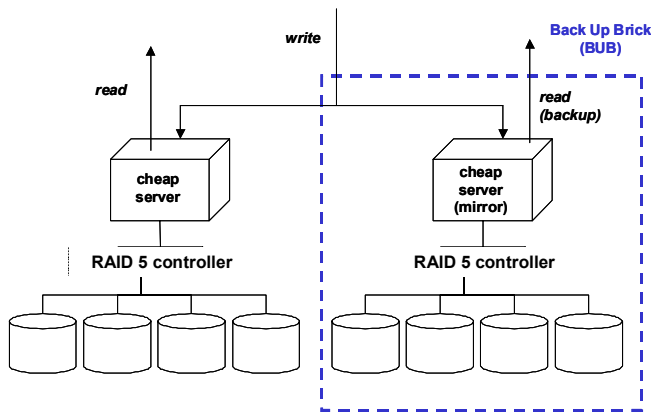 write
Back Up Brick
(BUB)
read
read
(backup)
cheap
server
cheap
server
(mirror)
RAID 5 controller
RAID 5 controller